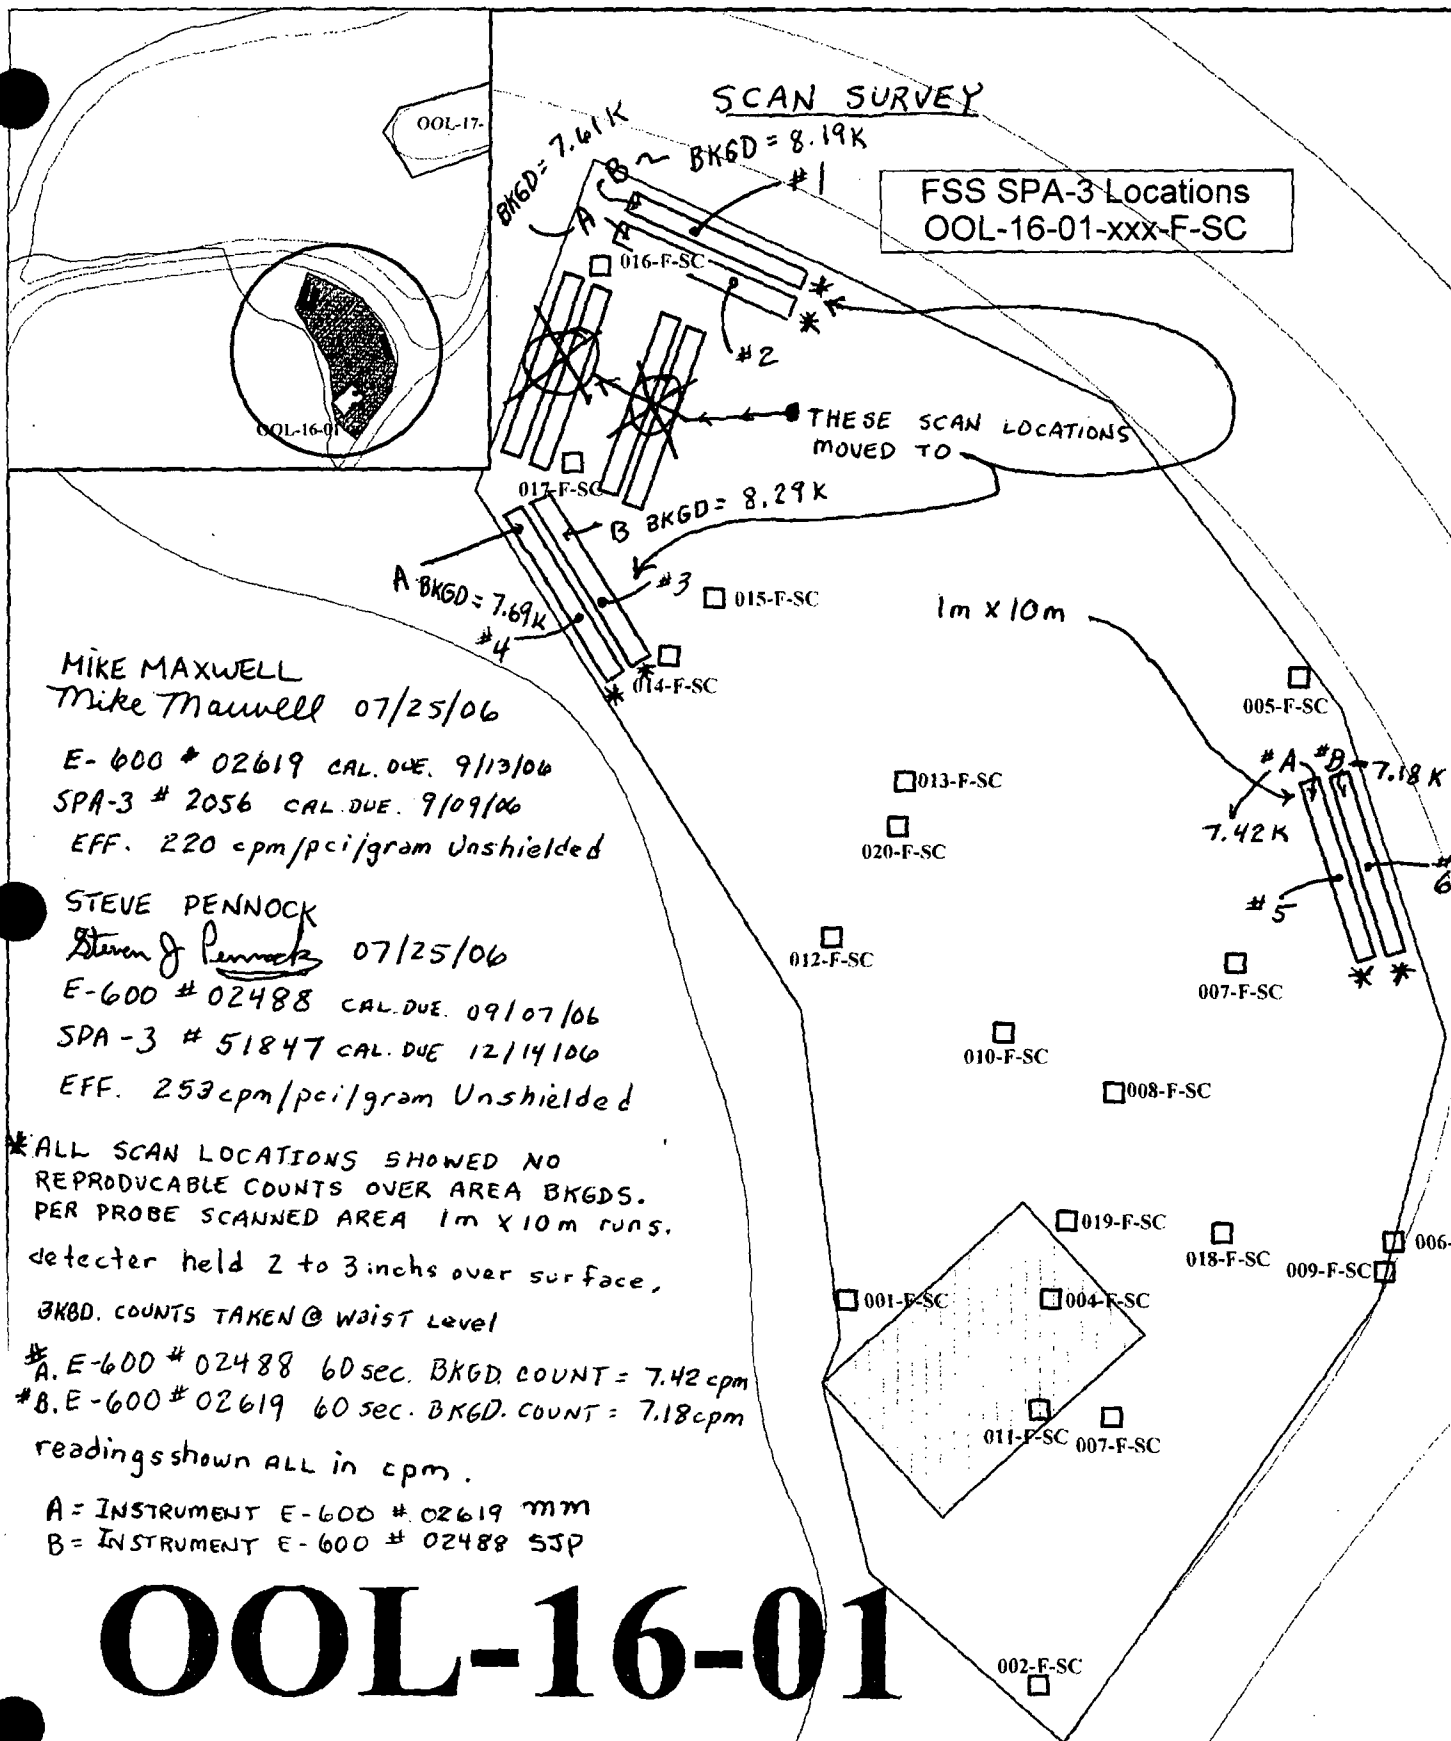 OOL-17-
OOL-16-01
SCAN SURVEY
BKGD = 7.61K
B ~ BKGD = 8.19K
A
#1
FSS SPA-3 Locations
OOL-16-01-xxx-F-SC
016-F-SC
#2
THESE SCAN LOCATIONS
MOVED TO
017-F-SC
B BKGD = 8.29K
A BKGD = 7.69K
#3
#4
015-F-SC
014-F-SC
1m X 10m
005-F-SC
#A #B 7.18K
7.42K
#5
#6
013-F-SC
020-F-SC
012-F-SC
007-F-SC
010-F-SC
008-F-SC
019-F-SC
018-F-SC
006-
009-F-SC
001-F-SC
004-F-SC
011-F-SC
007-F-SC
002-F-SC
MIKE MAXWELL
Mike Maxwell 07/25/06
E-600 # 02619 CAL. DUE. 9/13/06
SPA-3 # 2056 CAL. DUE. 9/09/06
EFF. 220 cpm/pci/gram Unshielded
STEVE PENNOCK
Steven J Pennock 07/25/06
E-600 # 02488 CAL. DUE. 09/07/06
SPA-3 # 51847 CAL. DUE 12/14/06
EFF. 253 cpm/pci/gram Unshielded
* ALL SCAN LOCATIONS SHOWED NO
REPRODUCABLE COUNTS OVER AREA BKGDS.
PER PROBE SCANNED AREA 1m X 10m runs.
detecter held 2 to 3 inchs over surface.
BKBD. COUNTS TAKEN @ WAIST Level
#A. E-600 # 02488 60 sec. BKGD. COUNT = 7.42 cpm
#B. E-600 # 02619 60 sec. BKGD. COUNT = 7.18 cpm
readings shown ALL in cpm.
A = INSTRUMENT E-600 # 02619 mm
B = INSTRUMENT E-600 # 02488 SJP
OOL-16-01